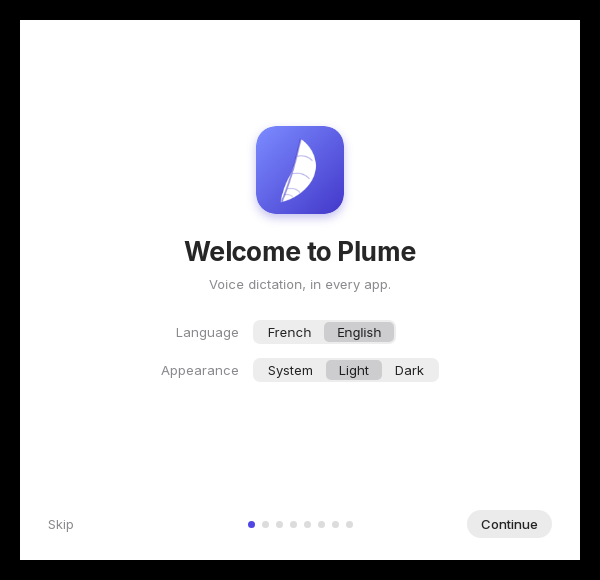 Welcome to Plume
Voice dictation, in every app.
Language French English
Appearance System Light Dark
Skip Continue